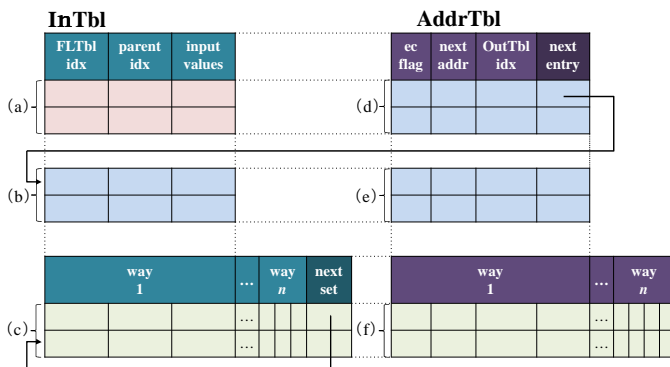 InTbl
AddrTbl
FLTbl idx
parent idx
input values
ec flag
next addr
OutTbl idx
next entry
(a)
(d)
(b)
(e)
way 1
...
way n
next set
way 1
...
way n
(c)
...
(f)
...
...
...